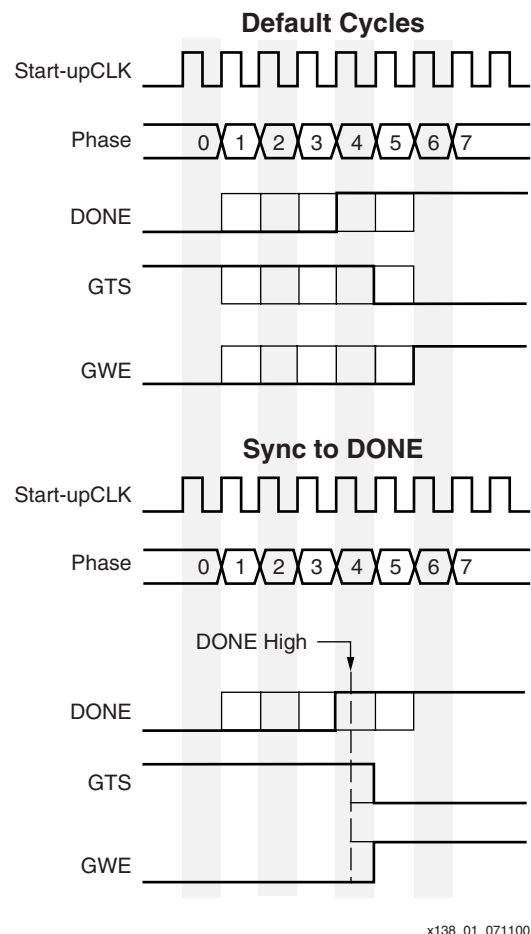 Default Cycles
Start-upCLK
Phase 0 1 2 3 4 5 6 7
DONE
GTS
GWE
Sync to DONE
Start-upCLK
Phase 0 1 2 3 4 5 6 7
DONE High
DONE
GTS
GWE
x138_01_071100